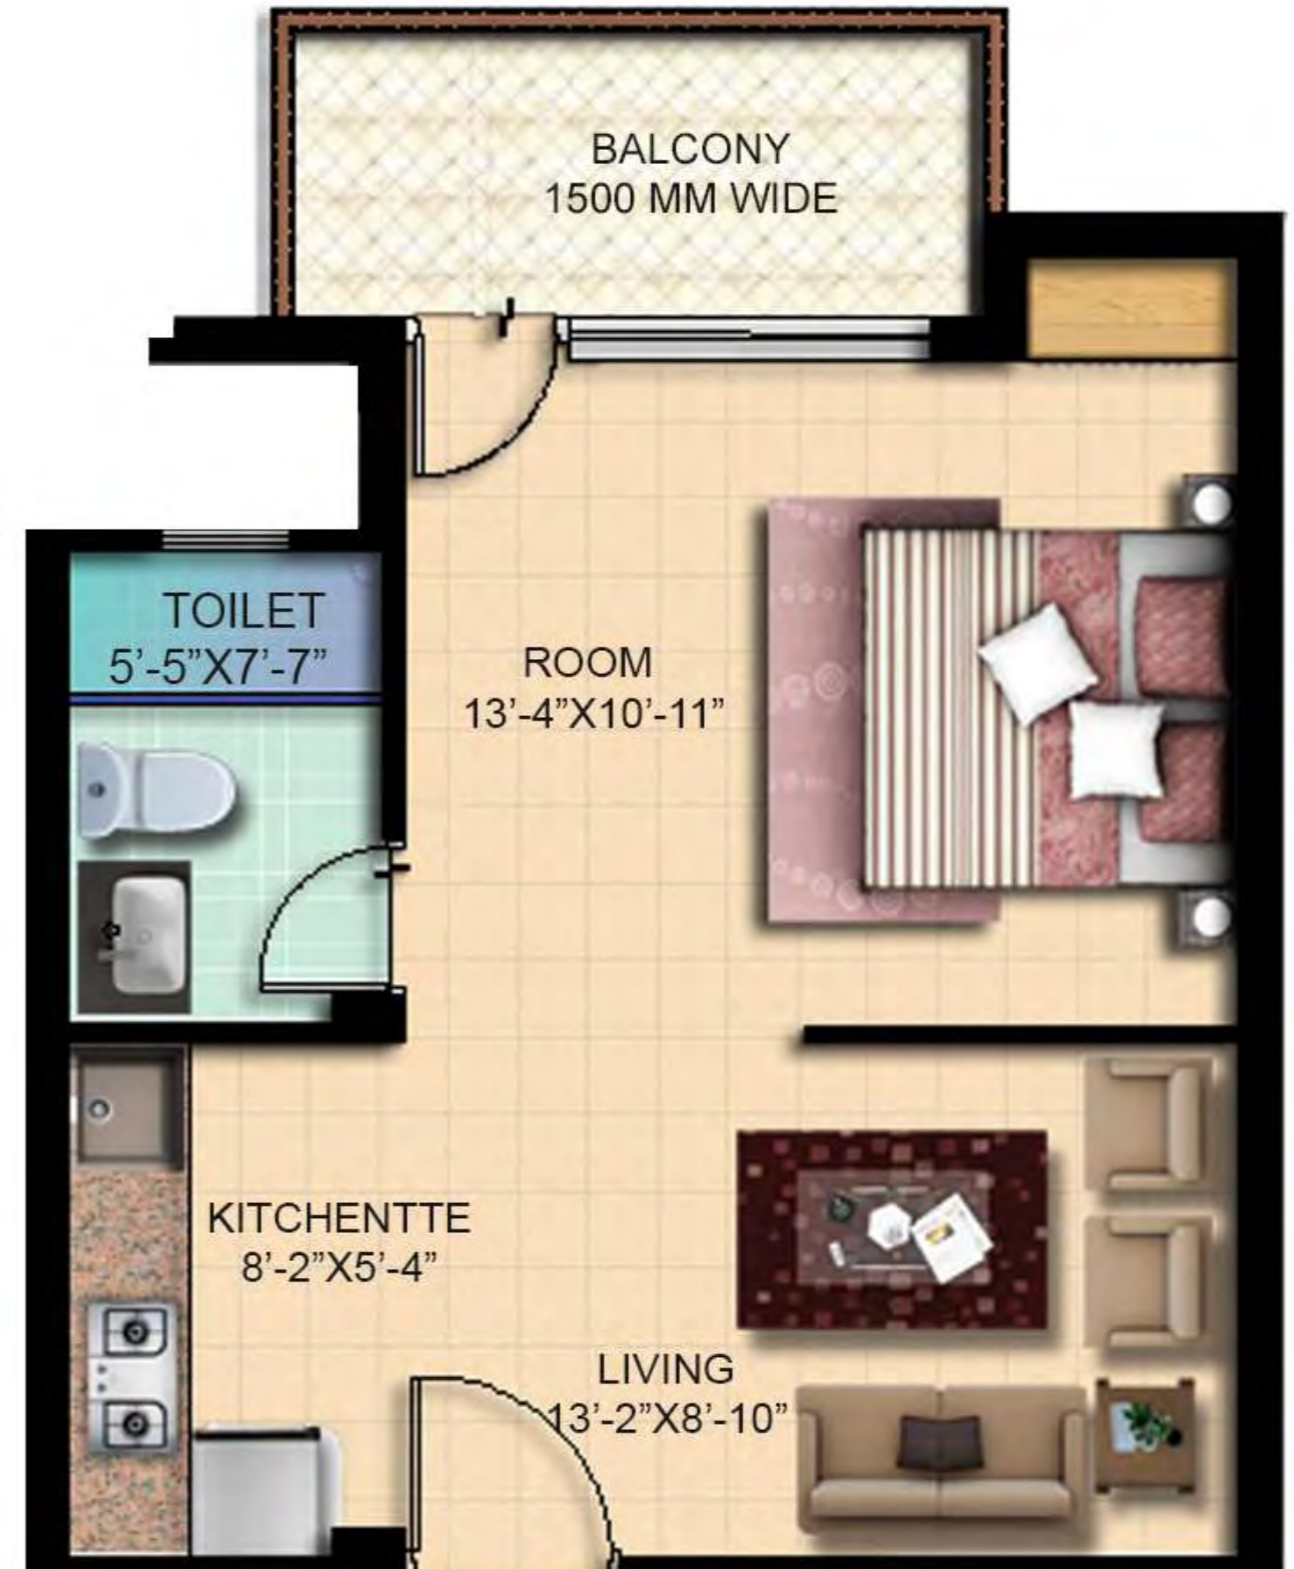 BALCONY
1500 MM WIDE
TOILET
5'-5”X7'-7”
ROOM
13'-4”X10'-11”
KITCHENTTE
8'-2”X5'-4”
LIVING
13'-2”X8'-10”